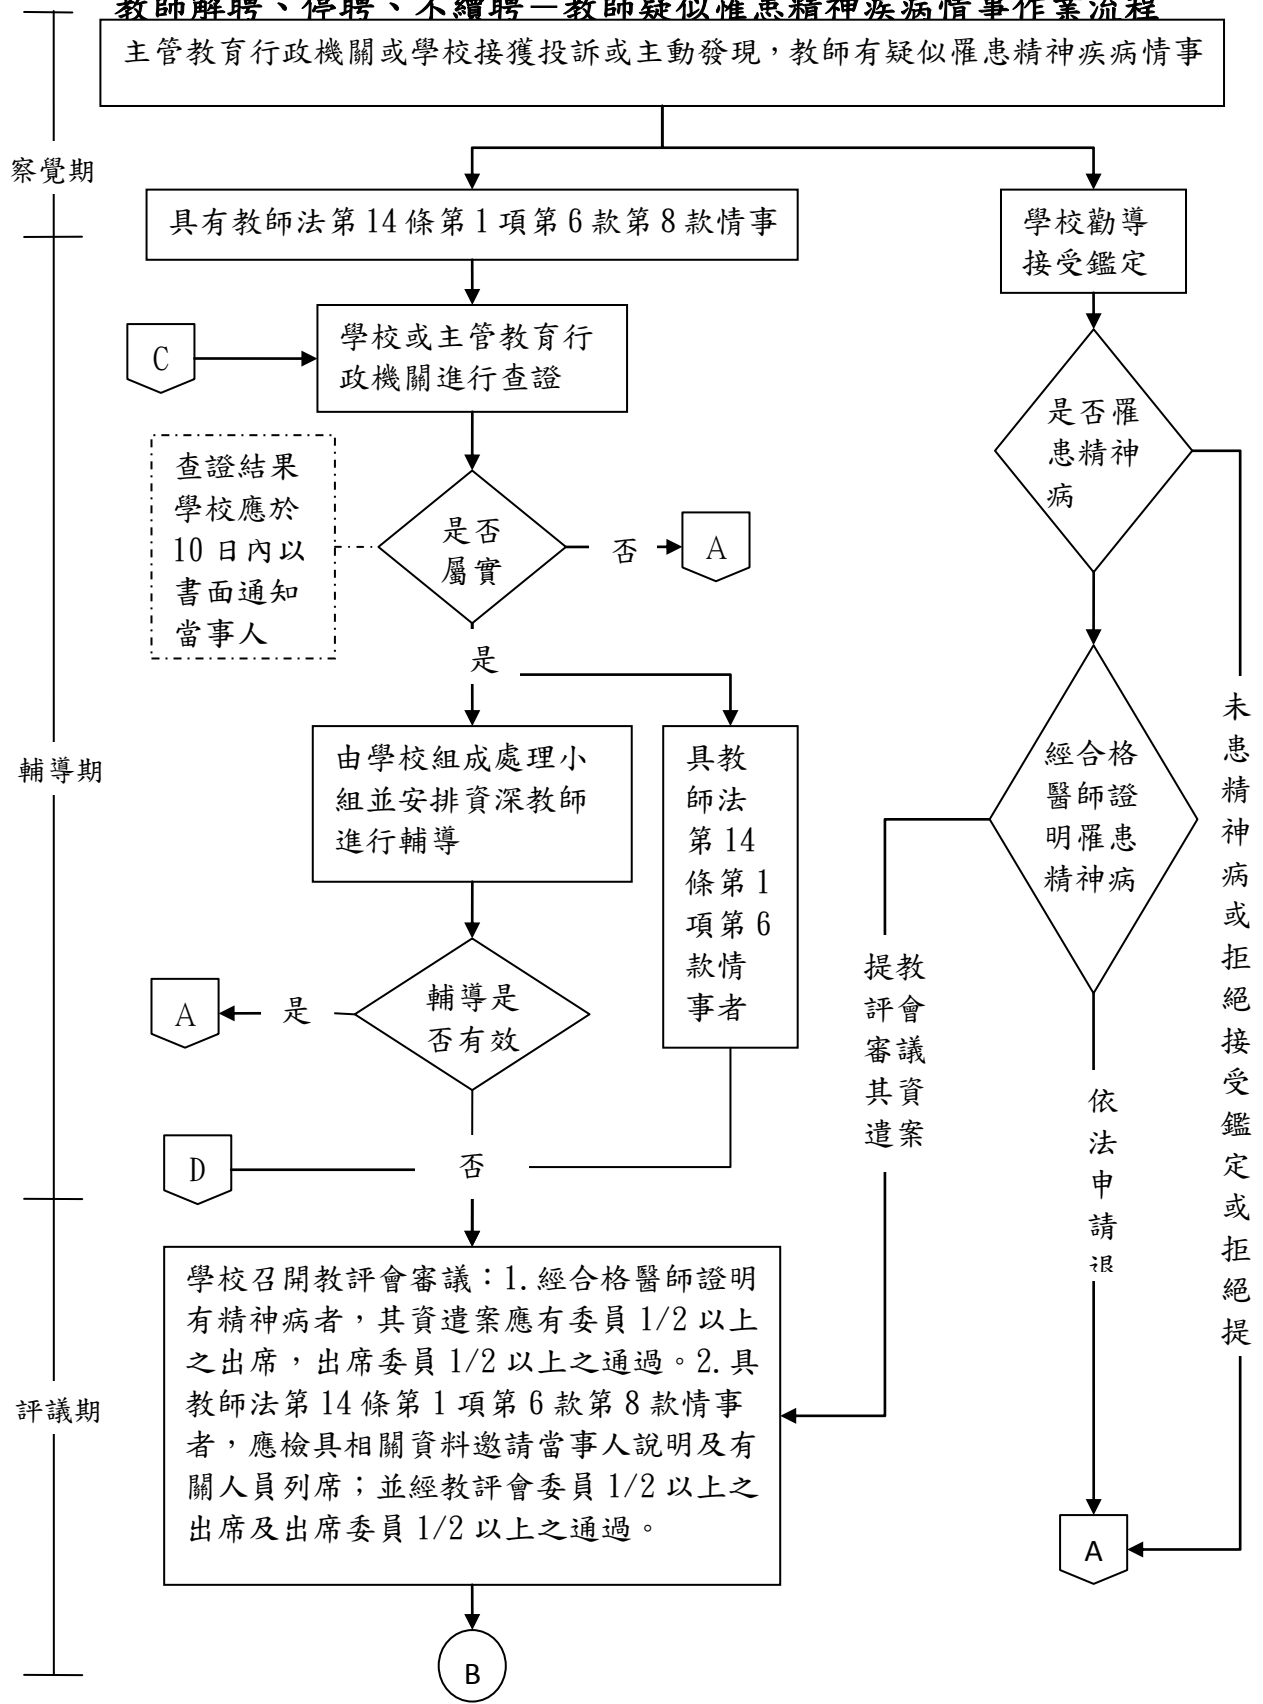 教師解聘、停聘、不續聘－教師疑似罹患精神疾病情事作業流程
主管教育行政機關或學校接獲投訴或主動發現，教師有疑似罹患精神疾病情事
察覺期
具有教師法第14條第1項第6款第8款情事
學校勸導
接受鑑定
C
學校或主管教育行
政機關進行查證
是否罹
患精神
病
查證結果
學校應於
10日內以
書面通知
當事人
是否
屬實
否
A
是
輔導期
由學校組成處理小
組並安排資深教師
進行輔導
具教
師法
第14
條第1
項第6
款情
事者
經合格
醫師證
明罹患
精神病
未患精神病或拒絕接受鑑定或拒絕提
提教
評會
審議
其資
遣案
A
是
輔導是
否有效
依法申請退
D
否
評議期
學校召開教評會審議：1.經合格醫師證明
有精神病者，其資遣案應有委員1/2以上
之出席，出席委員1/2以上之通過。2.具
教師法第14條第1項第6款第8款情事
者，應檢具相關資料邀請當事人說明及有
關人員列席；並經教評會委員1/2以上之
出席及出席委員1/2以上之通過。
A
B